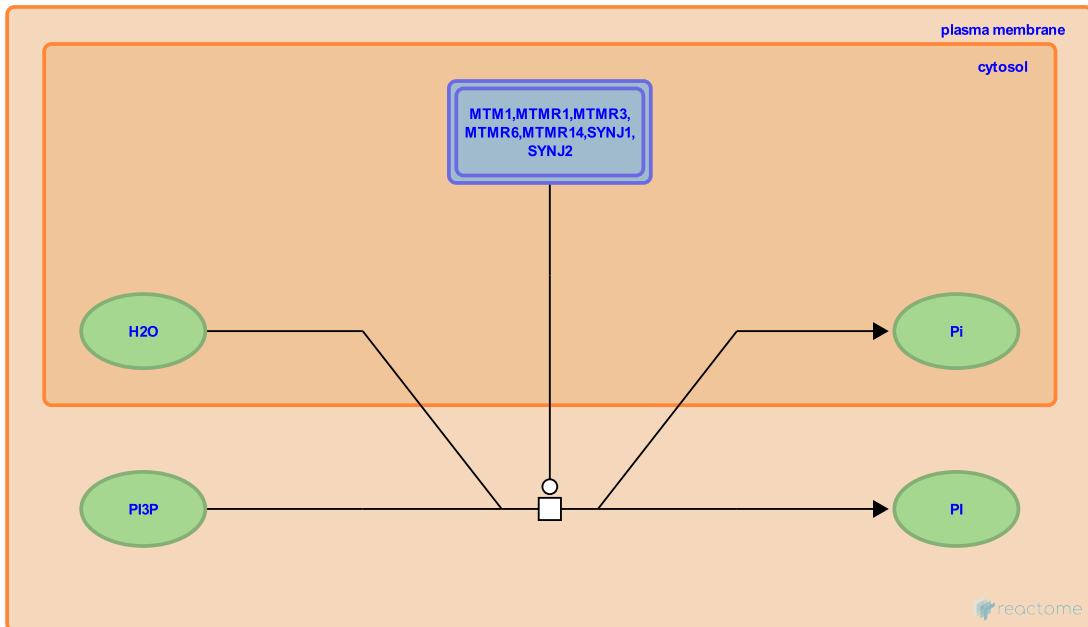 plasma membrane
cytosol
MTM1,MTMR1,MTMR3,
MTMR6,MTMR14,SYNJ1,
SYNJ2
H2O
Pi
PI3P
PI
reactome